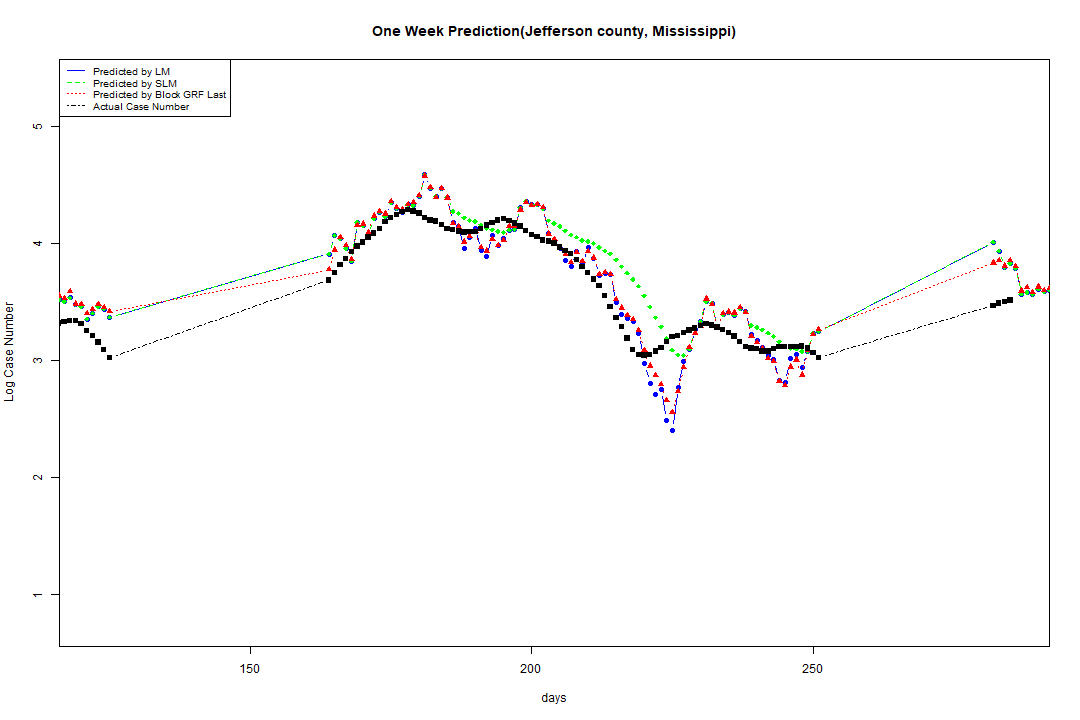 One Week Prediction(Jefferson county, Mississippi)
Predicted by LM
Predicted by SLM
Predicted by Block GRF Last
Actual Case Number
5
4
3
2
1
Log Case Number
150
200
250
days